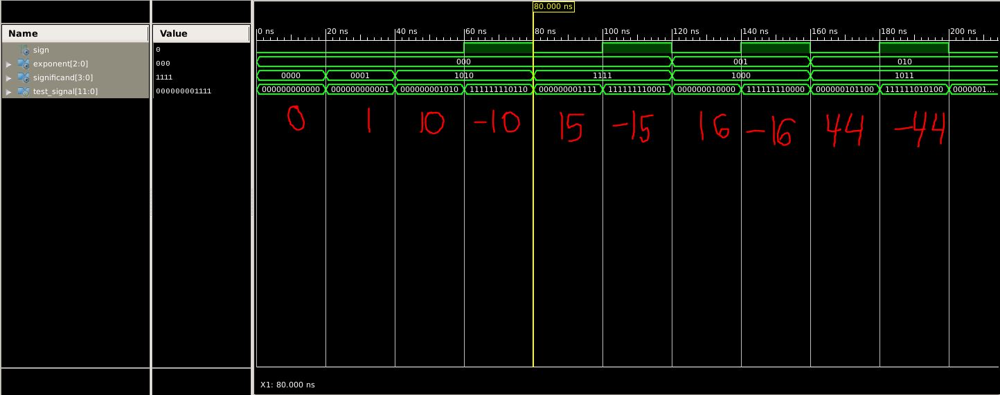 80.000 ns
Name Value
0 ns 20 ns 40 ns 60 ns 80 ns 100 ns 120 ns 140 ns 160 ns 180 ns 200 ns
sign 0
exponent[2:0] 000 000 001 010
significand[3:0] 1111 0000 0001 1010 1111 1000 1011
test_signal[11:0] 000000001111 000000000000 000000000001 000000001010 111111110110 000000001111 111111110001 000000010000 111111110000 000000101100 111111010100 0000001...
0 1 10 -10 15 -15 16 -16 44 -44
X1: 80.000 ns